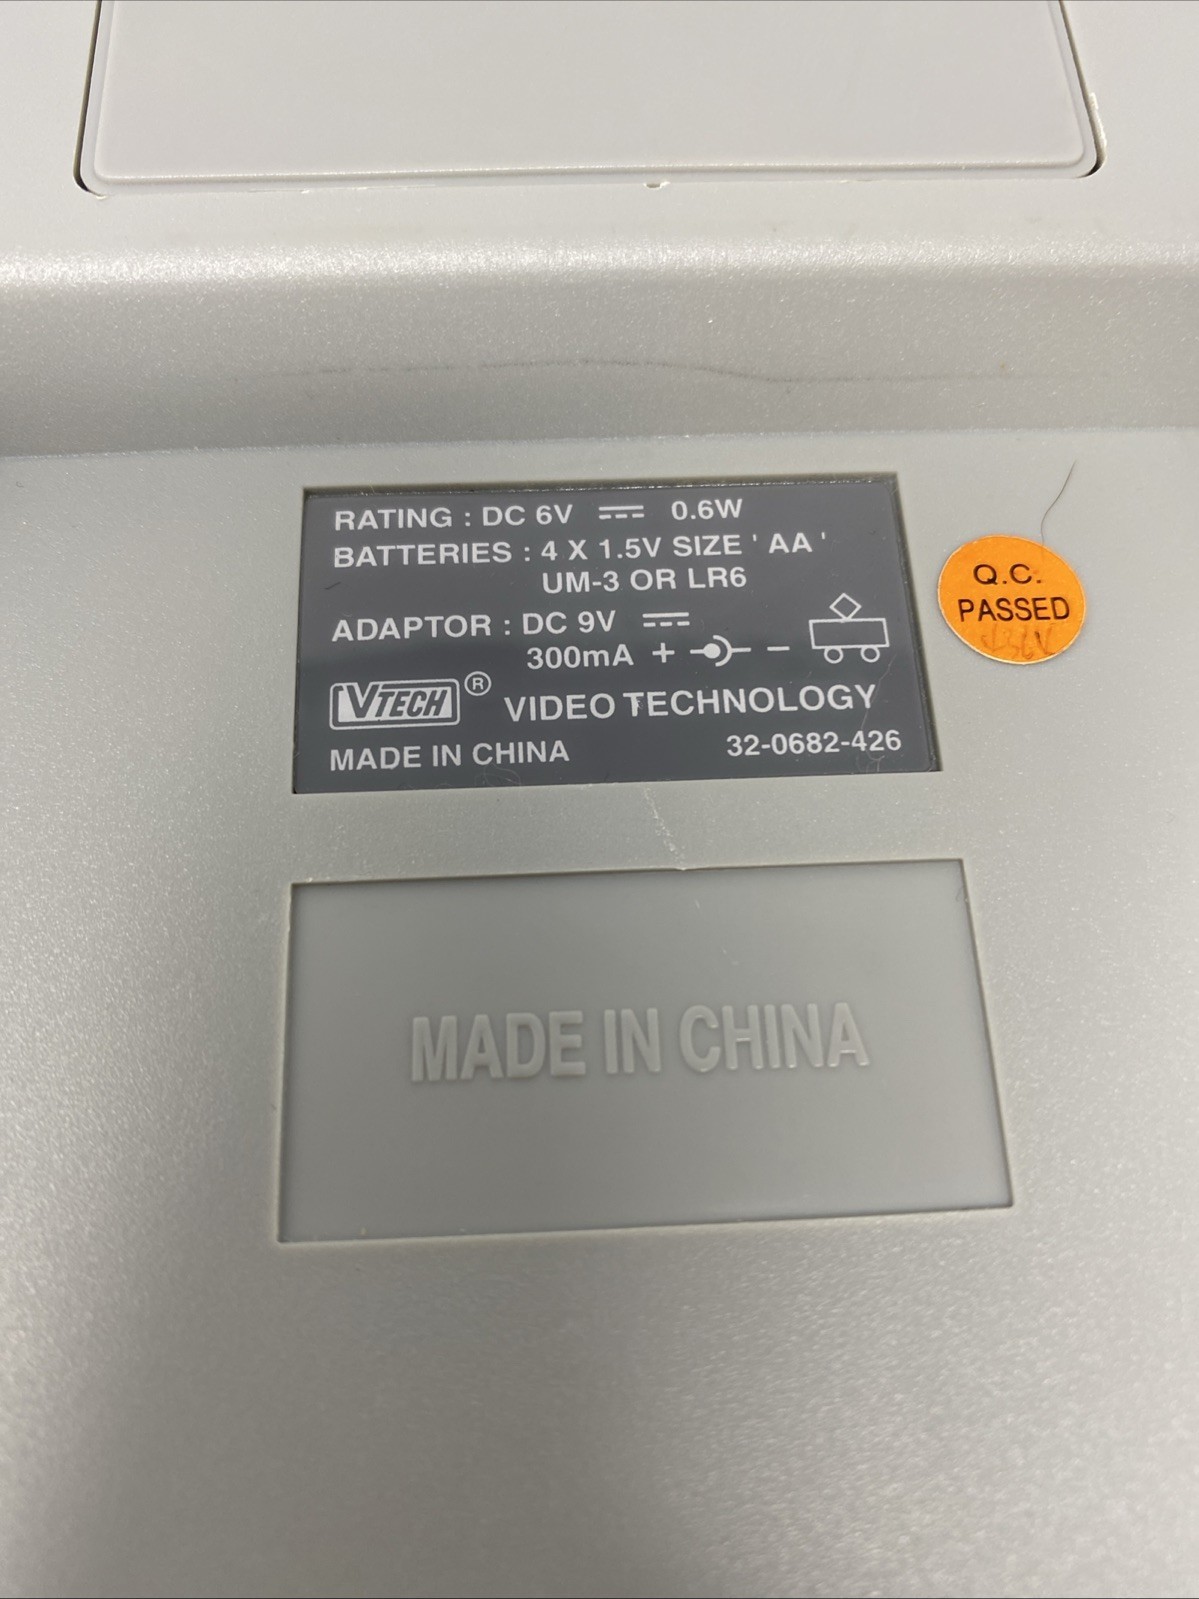 RATING : DC 6V ⎓ 0.6W
BATTERIES : 4 X 1.5V SIZE ' AA '
UM-3 OR LR6
ADAPTOR : DC 9V ⎓
300mA + -
VTECH ® VIDEO TECHNOLOGY
MADE IN CHINA 32-0682-426
Q.C.
PASSED
MADE IN CHINA